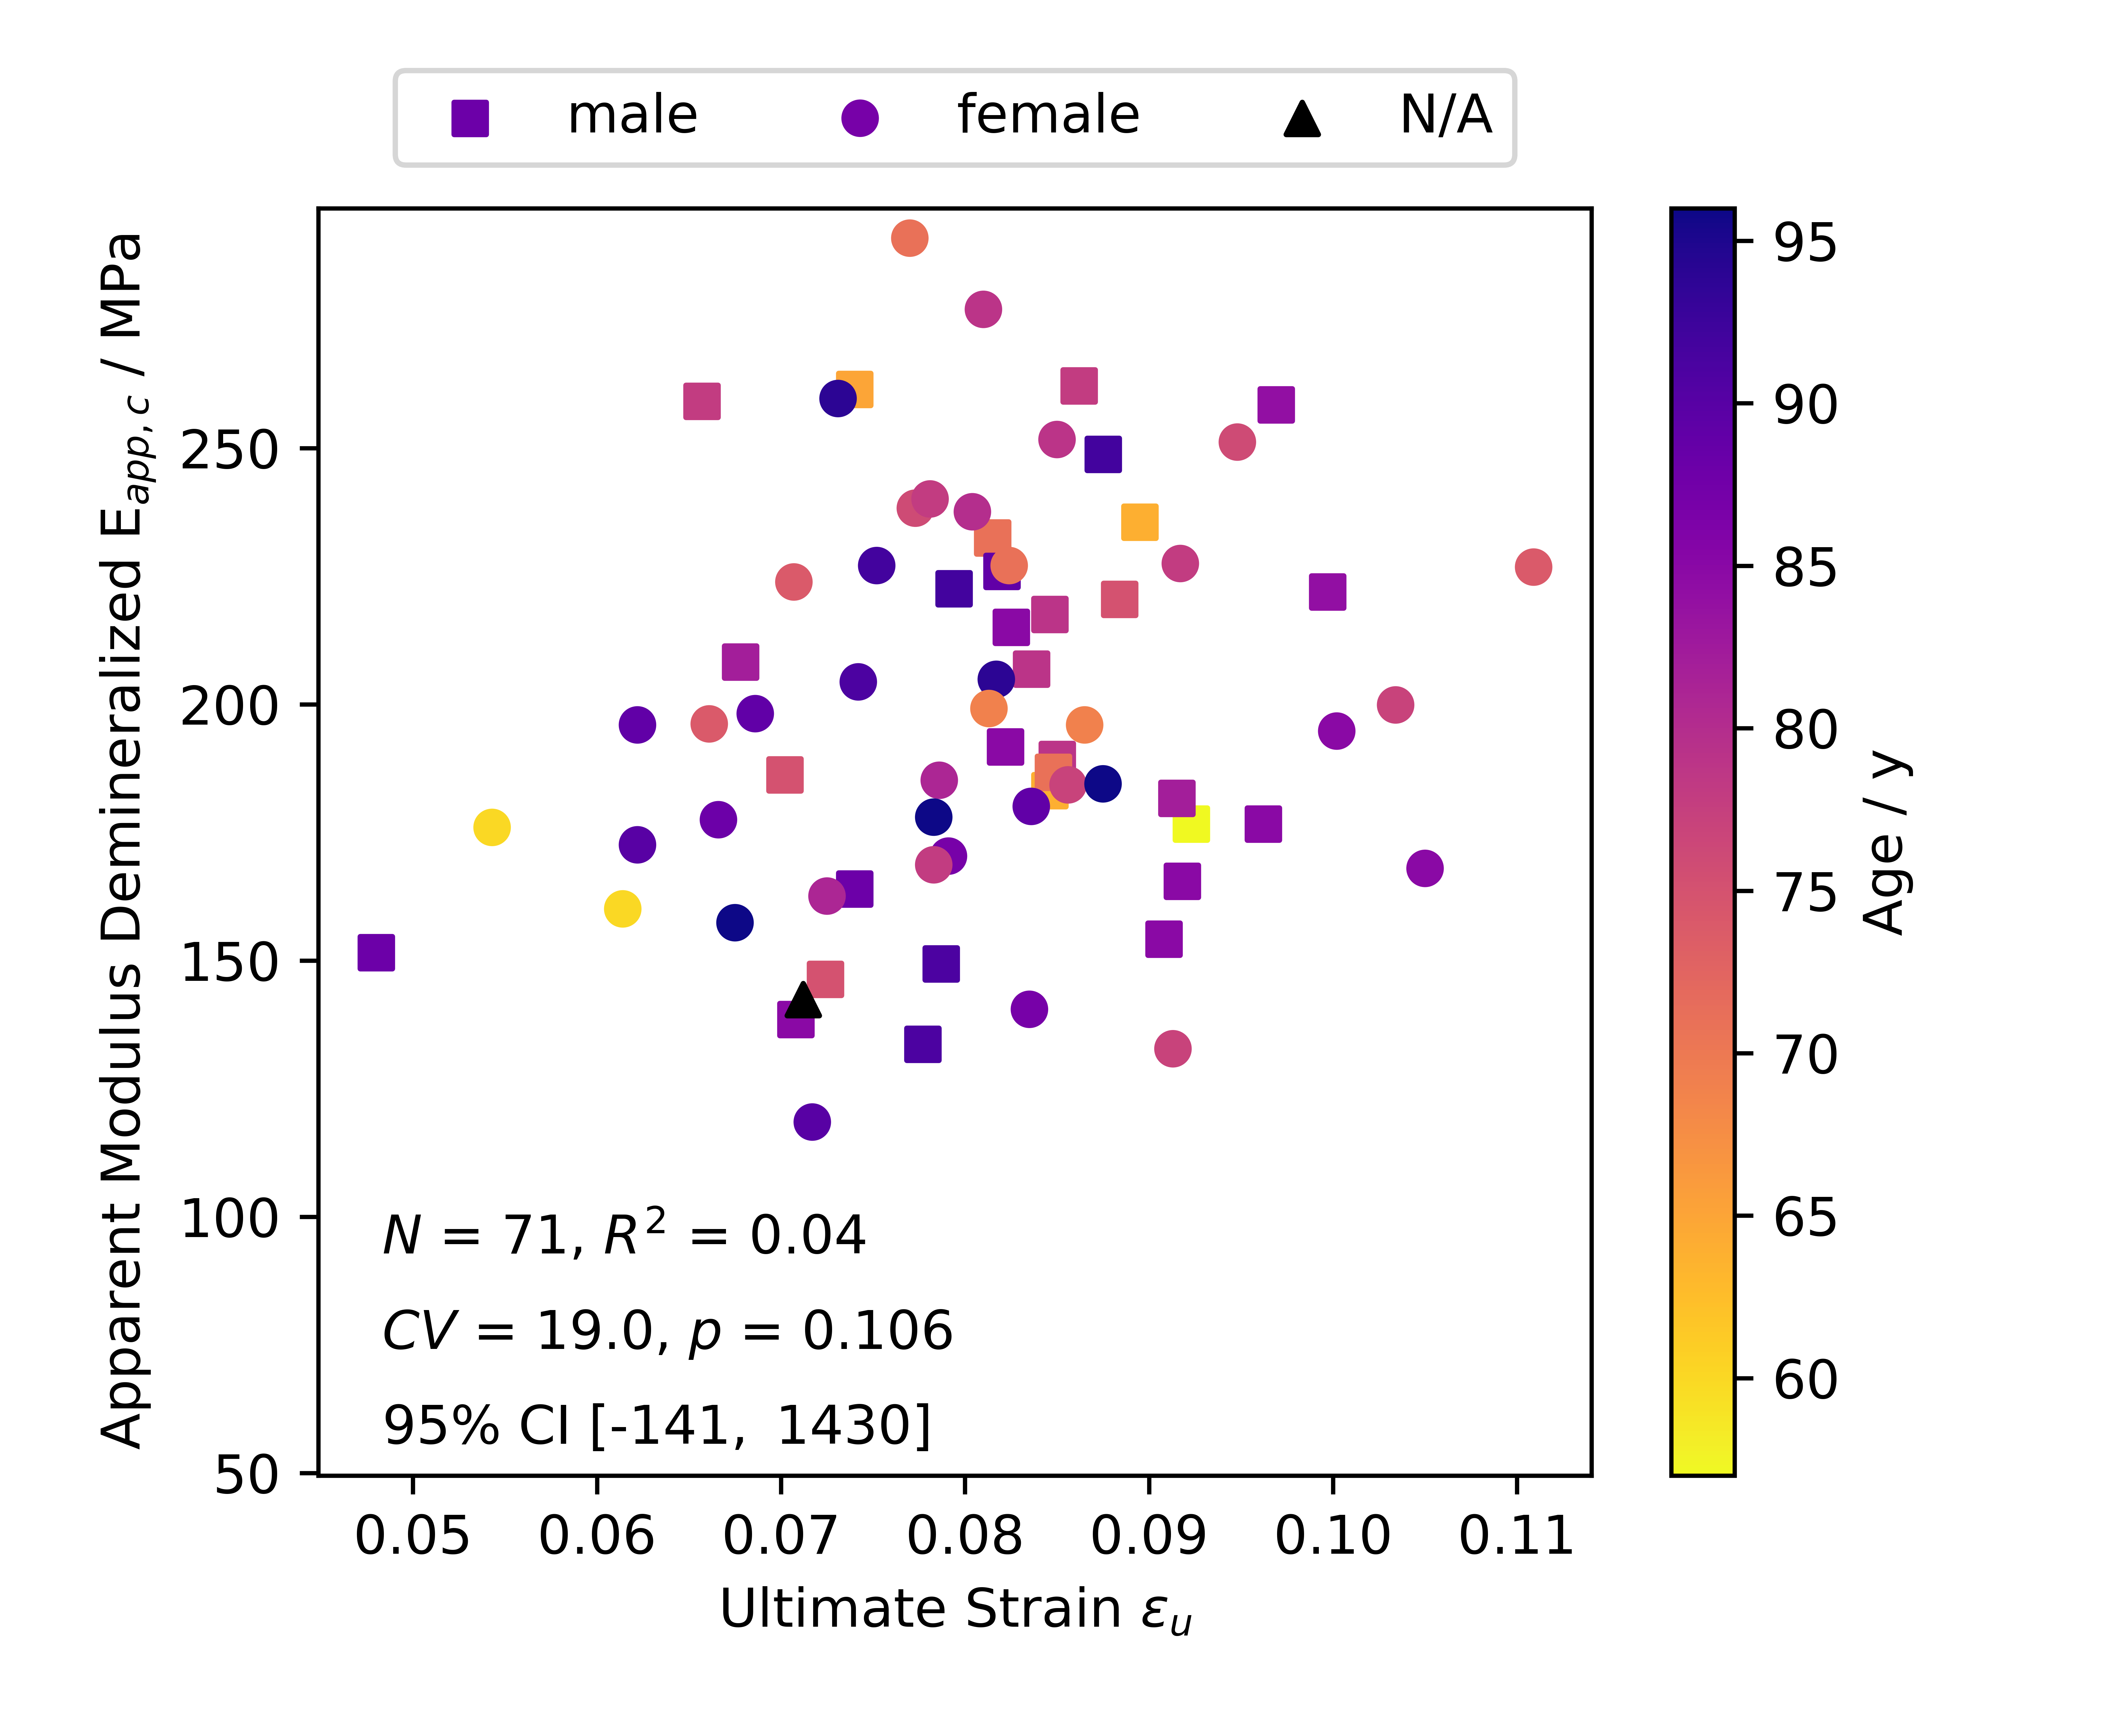 male female N/A
Apparent Modulus Demineralized E_{app, c} / MPa
250
200
150
100
50
N = 71, R² = 0.04
CV = 19.0, p = 0.106
95% CI [-141, 1430]
0.05 0.06 0.07 0.08 0.09 0.10 0.11
Ultimate Strain ε_u
95
90
85
80
75
70
65
60
Age / y